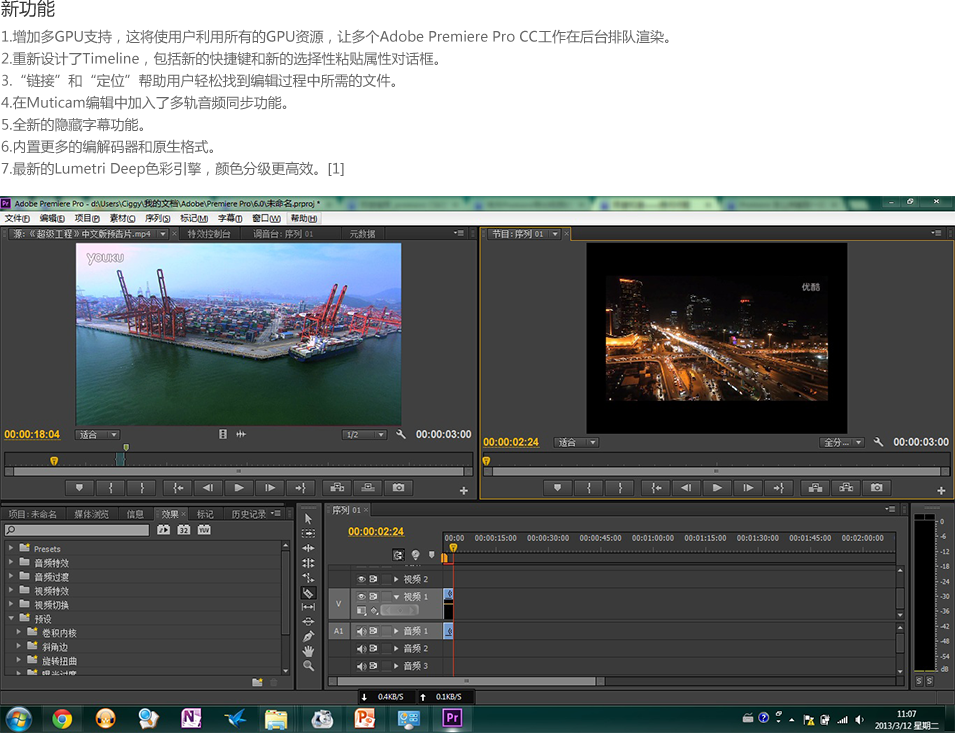 新功能
1.增加多GPU支持，这将使用户利用所有的GPU资源，让多个Adobe Premiere Pro CC工作在后台排队渲染。
2.重新设计了Timeline，包括新的快捷键和新的选择性粘贴属性对话框。
3.“链接”和“定位”帮助用户轻松找到编辑过程中所需的文件。
4.在Muticam编辑中加入了多轨音频同步功能。
5.全新的隐藏字幕功能。
6.内置更多的编解码器和原生格式。
7.最新的Lumetri Deep色彩引擎，颜色分级更高效。[1]
Pr Adobe Premiere Pro - d:\Users\Ciggy\我的文档\Adobe\Premiere Pro\6.0\未命名.prproj *
文件(F) 编辑(E) 项目(P) 素材(C) 序列(S) 标记(M) 字幕(T) 窗口(W) 帮助(H)
源:《超级工程》中文版预告片.mp4 特效控制台 调音台: 序列 01 元数据
节目: 序列 01
YOUKU
优酷
00:00:18:04 适合 1/2 00:00:03:00
00:00:02:24 适合 全分... 00:00:03:00
项目: 未命名 媒体浏览 信息 效果 标记 历史记录
序列 01
00:00:02:24
00:00 00:00:15:00 00:00:30:00 00:00:45:00 00:01:00:00 00:01:15:00 00:01:30:00 00:01:45:00 00:02:00:00
32 YUV
Presets
音频特效
音频过渡
视频特效
视频切换
预设
卷积内核
斜角边
旋转扭曲
视频 2
V 视频 1
A1 音频 1
音频 2
音频 3
0
-6
-12
-18
-24
-30
-36
-42
-48
-54
dB
S S
0.4KB/S 0.1KB/S
N P Pr
11:07
2013/3/12 星期二